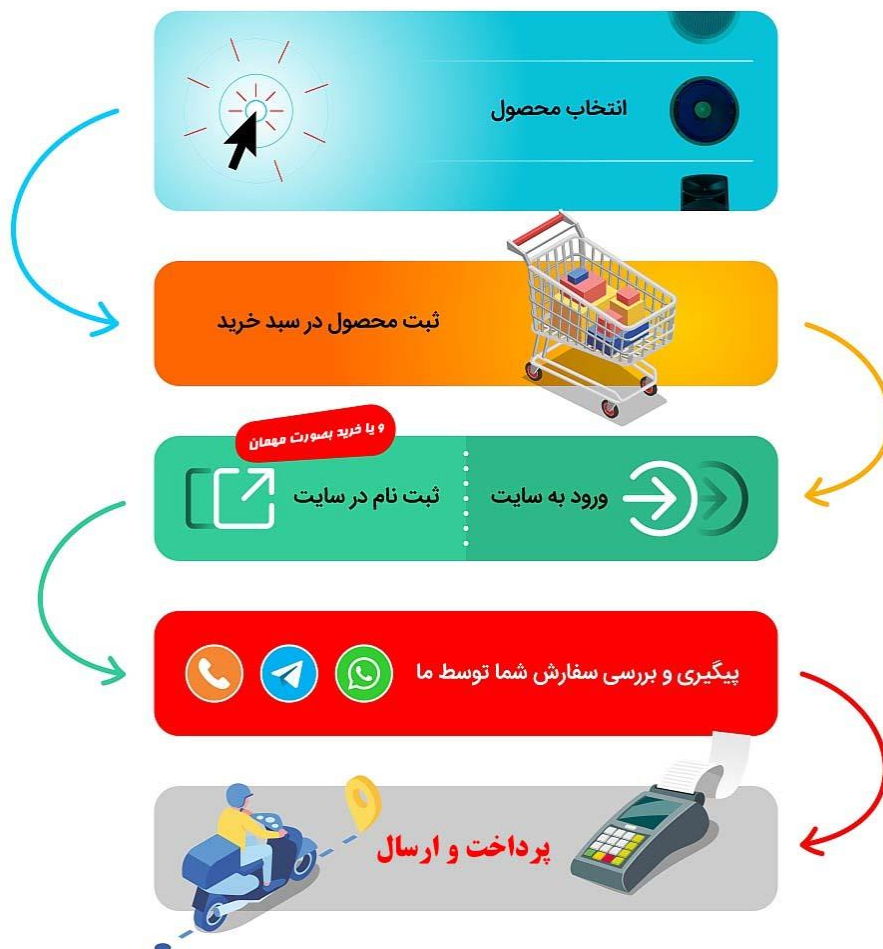 انتخاب محصول
ثبت محصول در سبد خرید
و یا خرید بصورت مهمان
ورود به سایت
ثبت نام در سایت
پیگیری و بررسی سفارش شما توسط ما
پرداخت و ارسال